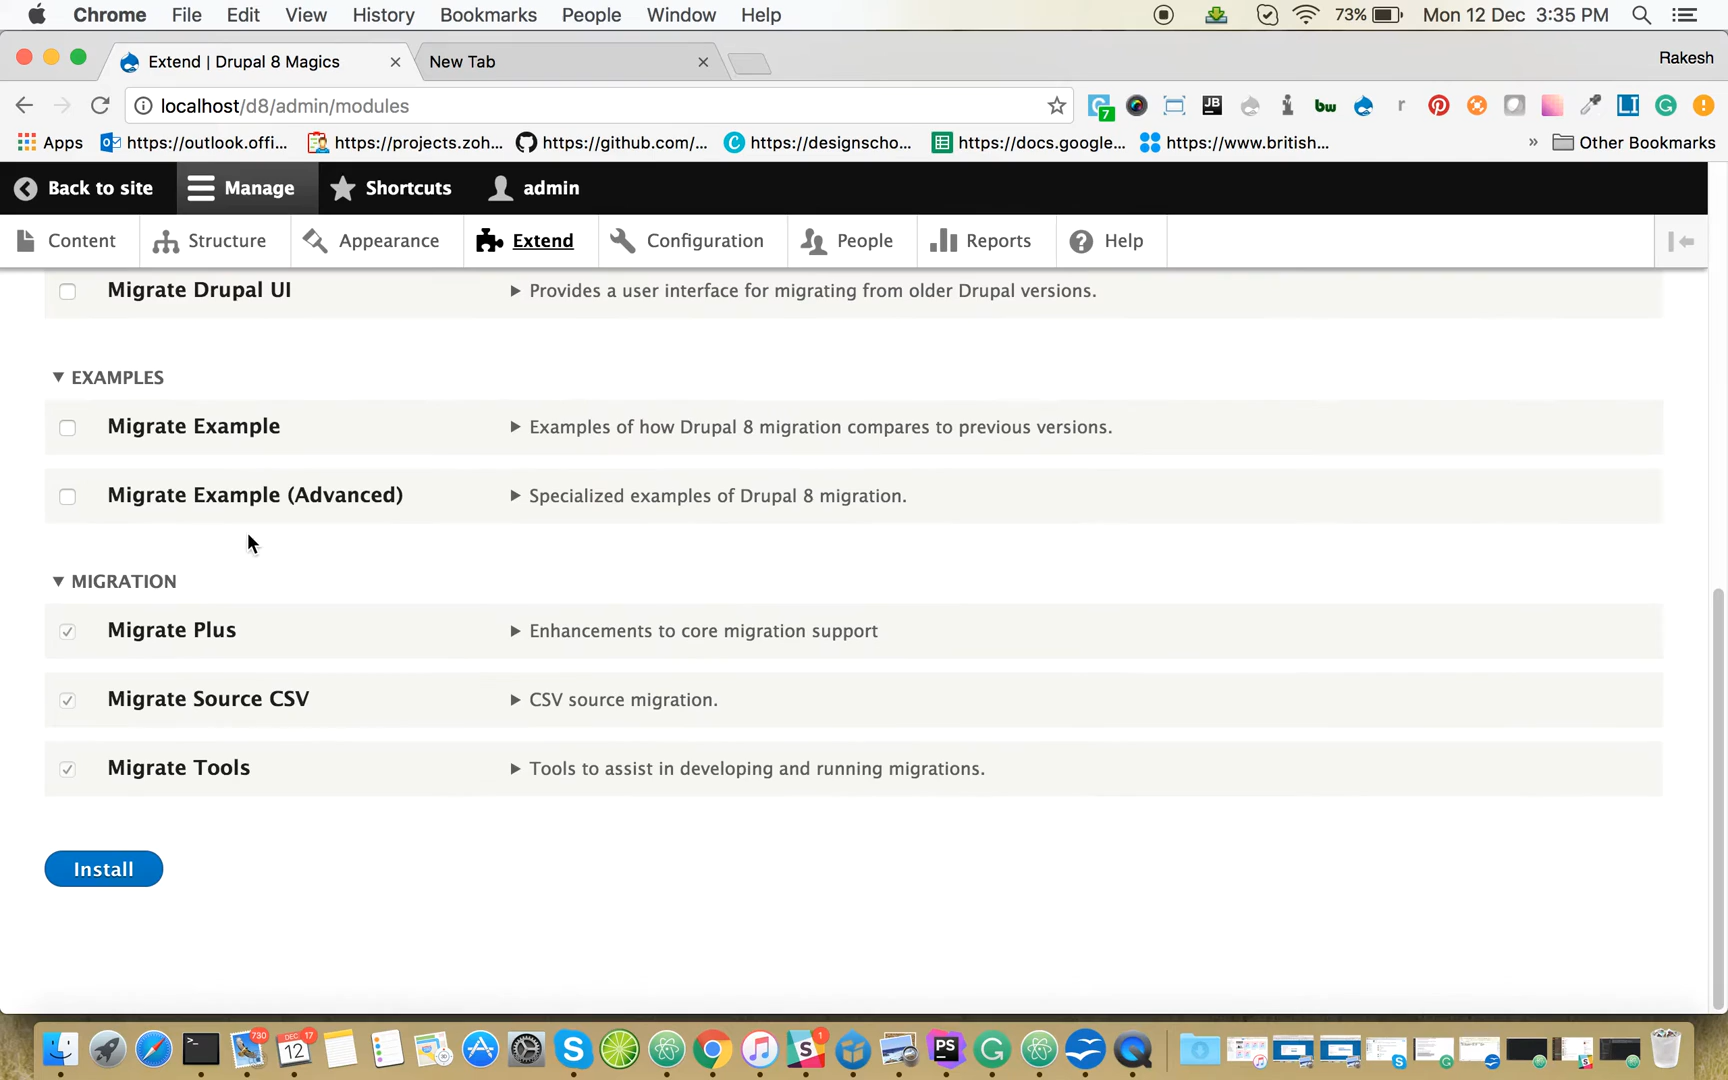 Chrome File Edit View History Bookmarks People Window Help 73% Mon 12 Dec 3:35 PM
Extend | Drupal 8 Magics New Tab Rakesh
localhost/d8/admin/modules
Apps https://outlook.offi... https://projects.zoh... https://github.com/... https://designscho... https://docs.google... https://www.british... » Other Bookmarks
Back to site Manage Shortcuts admin
Content Structure Appearance Extend Configuration People Reports Help
Migrate Drupal UI Provides a user interface for migrating from older Drupal versions.
EXAMPLES
Migrate Example Examples of how Drupal 8 migration compares to previous versions.
Migrate Example (Advanced) Specialized examples of Drupal 8 migration.
MIGRATION
Migrate Plus Enhancements to core migration support
Migrate Source CSV CSV source migration.
Migrate Tools Tools to assist in developing and running migrations.
Install